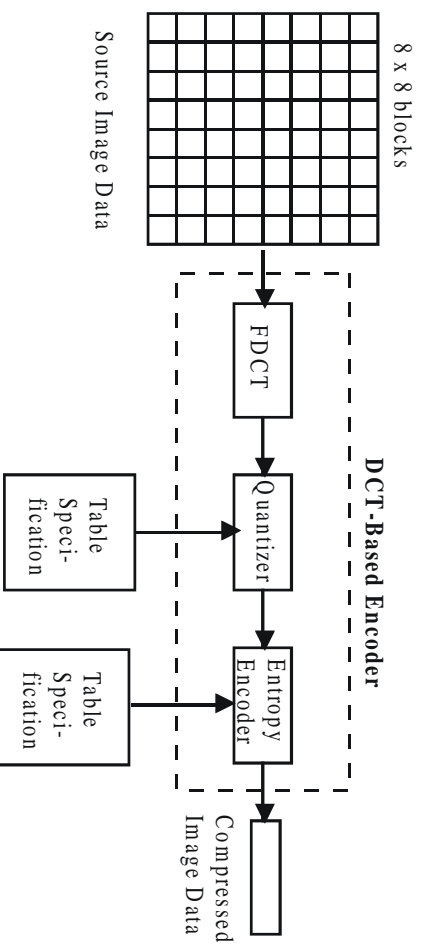 8 x 8 blocks
Source Image Data
DCT-Based Encoder
FDCT
Quantizer
Entropy
Encoder
Table
Speci-
fication
Table
Speci-
fication
Compressed
Image Data